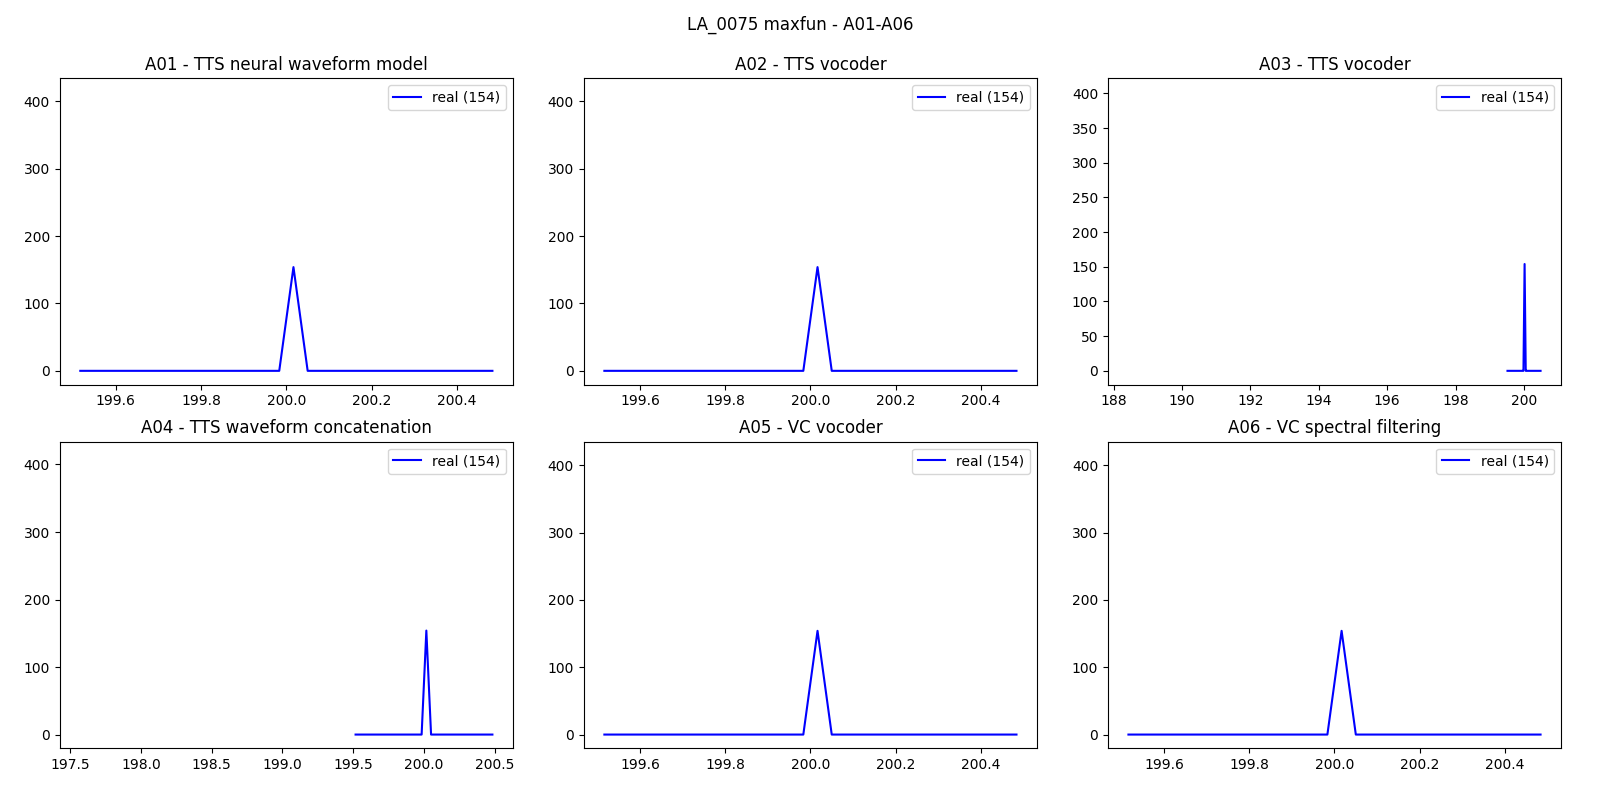 LA_0075 maxfun - A01-A06
A01 - TTS neural waveform model
real (154)
400
300
200
100
0
199.6 199.8 200.0 200.2 200.4
A02 - TTS vocoder
real (154)
400
300
200
100
0
199.6 199.8 200.0 200.2 200.4
A03 - TTS vocoder
real (154)
400
350
300
250
200
150
100
50
0
188 190 192 194 196 198 200
A04 - TTS waveform concatenation
real (154)
400
300
200
100
0
197.5 198.0 198.5 199.0 199.5 200.0 200.5
A05 - VC vocoder
real (154)
400
300
200
100
0
199.6 199.8 200.0 200.2 200.4
A06 - VC spectral filtering
real (154)
400
300
200
100
0
199.6 199.8 200.0 200.2 200.4